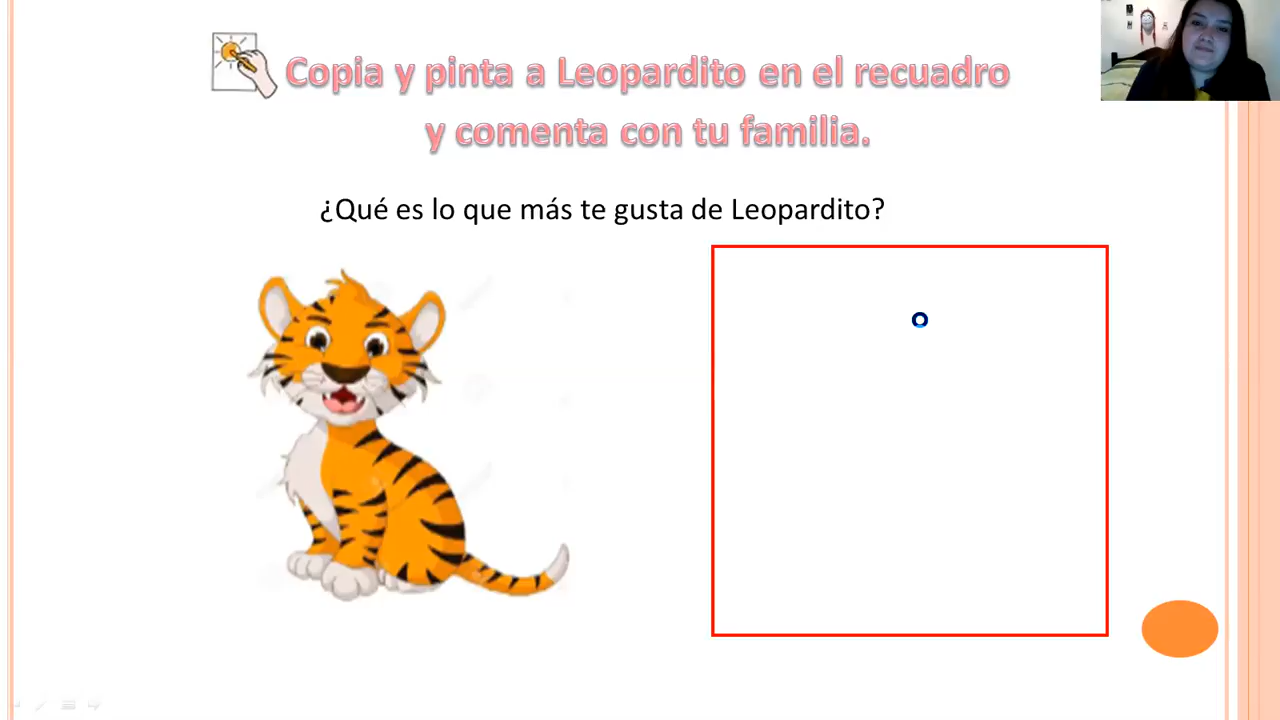 Copia y pinta a Leopardito en el recuadro
y comenta con tu familia.
¿Qué es lo que más te gusta de Leopardito?